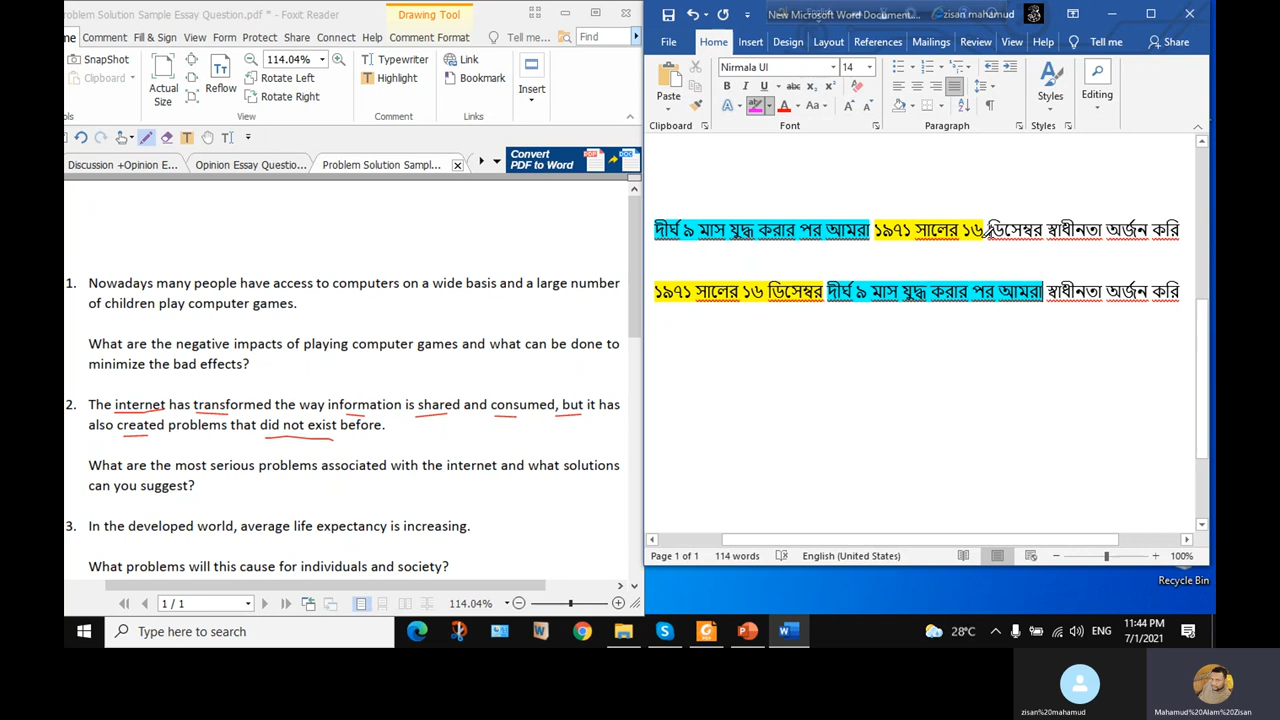 Problem Solution Sample Essay Question.pdf * - Foxit Reader
Drawing Tool
Comment Fill & Sign View Form Protect Share Connect Help Comment Format Tell me... Find
SnapShot
Clipboard
Actual Size
Reflow
114.04%
Rotate Left
Rotate Right
View
Typewriter
Highlight
Comment
Link
Bookmark
Insert
Discussion +Opinion E...
Opinion Essay Questio...
Problem Solution Sampl...
Convert PDF to Word
1. Nowadays many people have access to computers on a wide basis and a large number
of children play computer games.
What are the negative impacts of playing computer games and what can be done to
minimize the bad effects?
2. The internet has transformed the way information is shared and consumed, but it has
also created problems that did not exist before.
What are the most serious problems associated with the internet and what solutions
can you suggest?
3. In the developed world, average life expectancy is increasing.
What problems will this cause for individuals and society?
1 / 1
114.04%
New Microsoft Word Document....
zisan mahamud
File Home Insert Design Layout References Mailings Review View Help Tell me Share
Paste
Clipboard
Nirmala UI 14
B I U abc x₂ x²
Aa
Font
Paragraph
Styles
Styles
Editing
দীর্ঘ ৯ মাস যুদ্ধ করার পর আমরা ১৯৭১ সালের ১৬ ডিসেম্বর স্বাধীনতা অর্জন করি
১৯৭১ সালের ১৬ ডিসেম্বর দীর্ঘ ৯ মাস যুদ্ধ করার পর আমরা স্বাধীনতা অর্জন করি
Page 1 of 1 114 words English (United States) 100%
Recycle Bin
Type here to search
28°C
ENG
11:44 PM
7/1/2021
zisan%20mahamud
Mahamud%20Alam%20Zisan